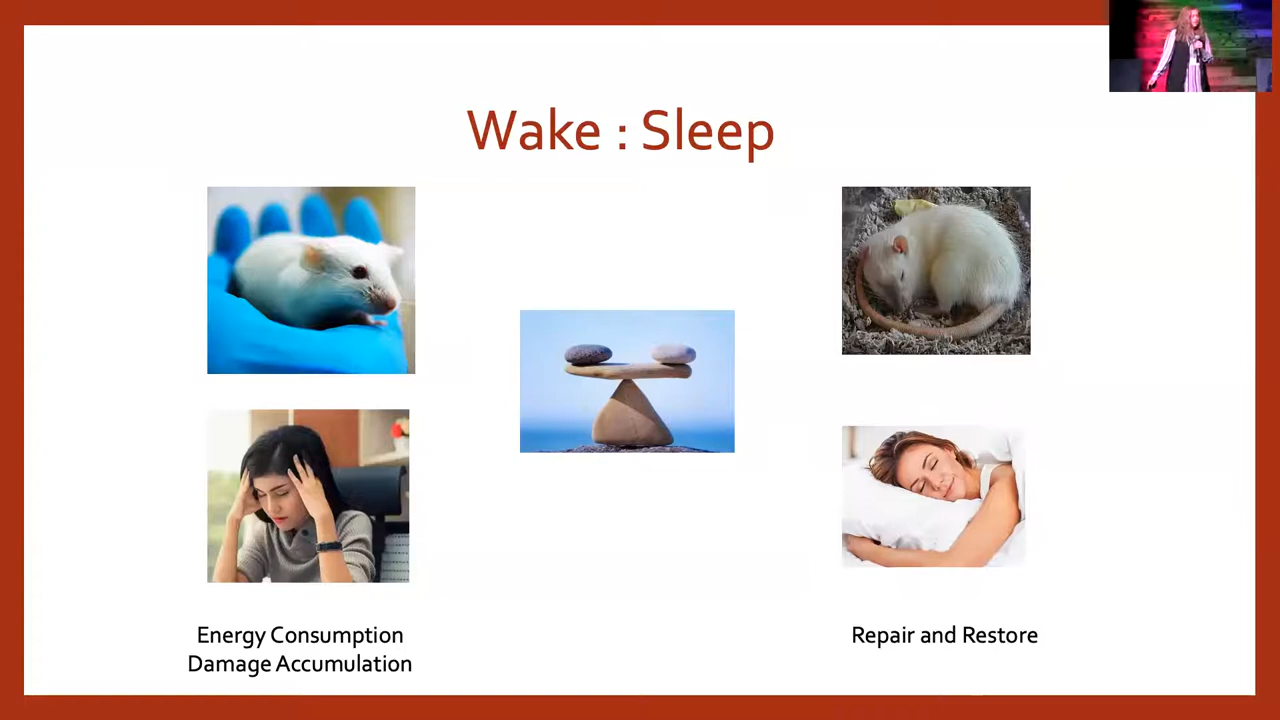 Wake : Sleep
Energy Consumption
Damage Accumulation
Repair and Restore